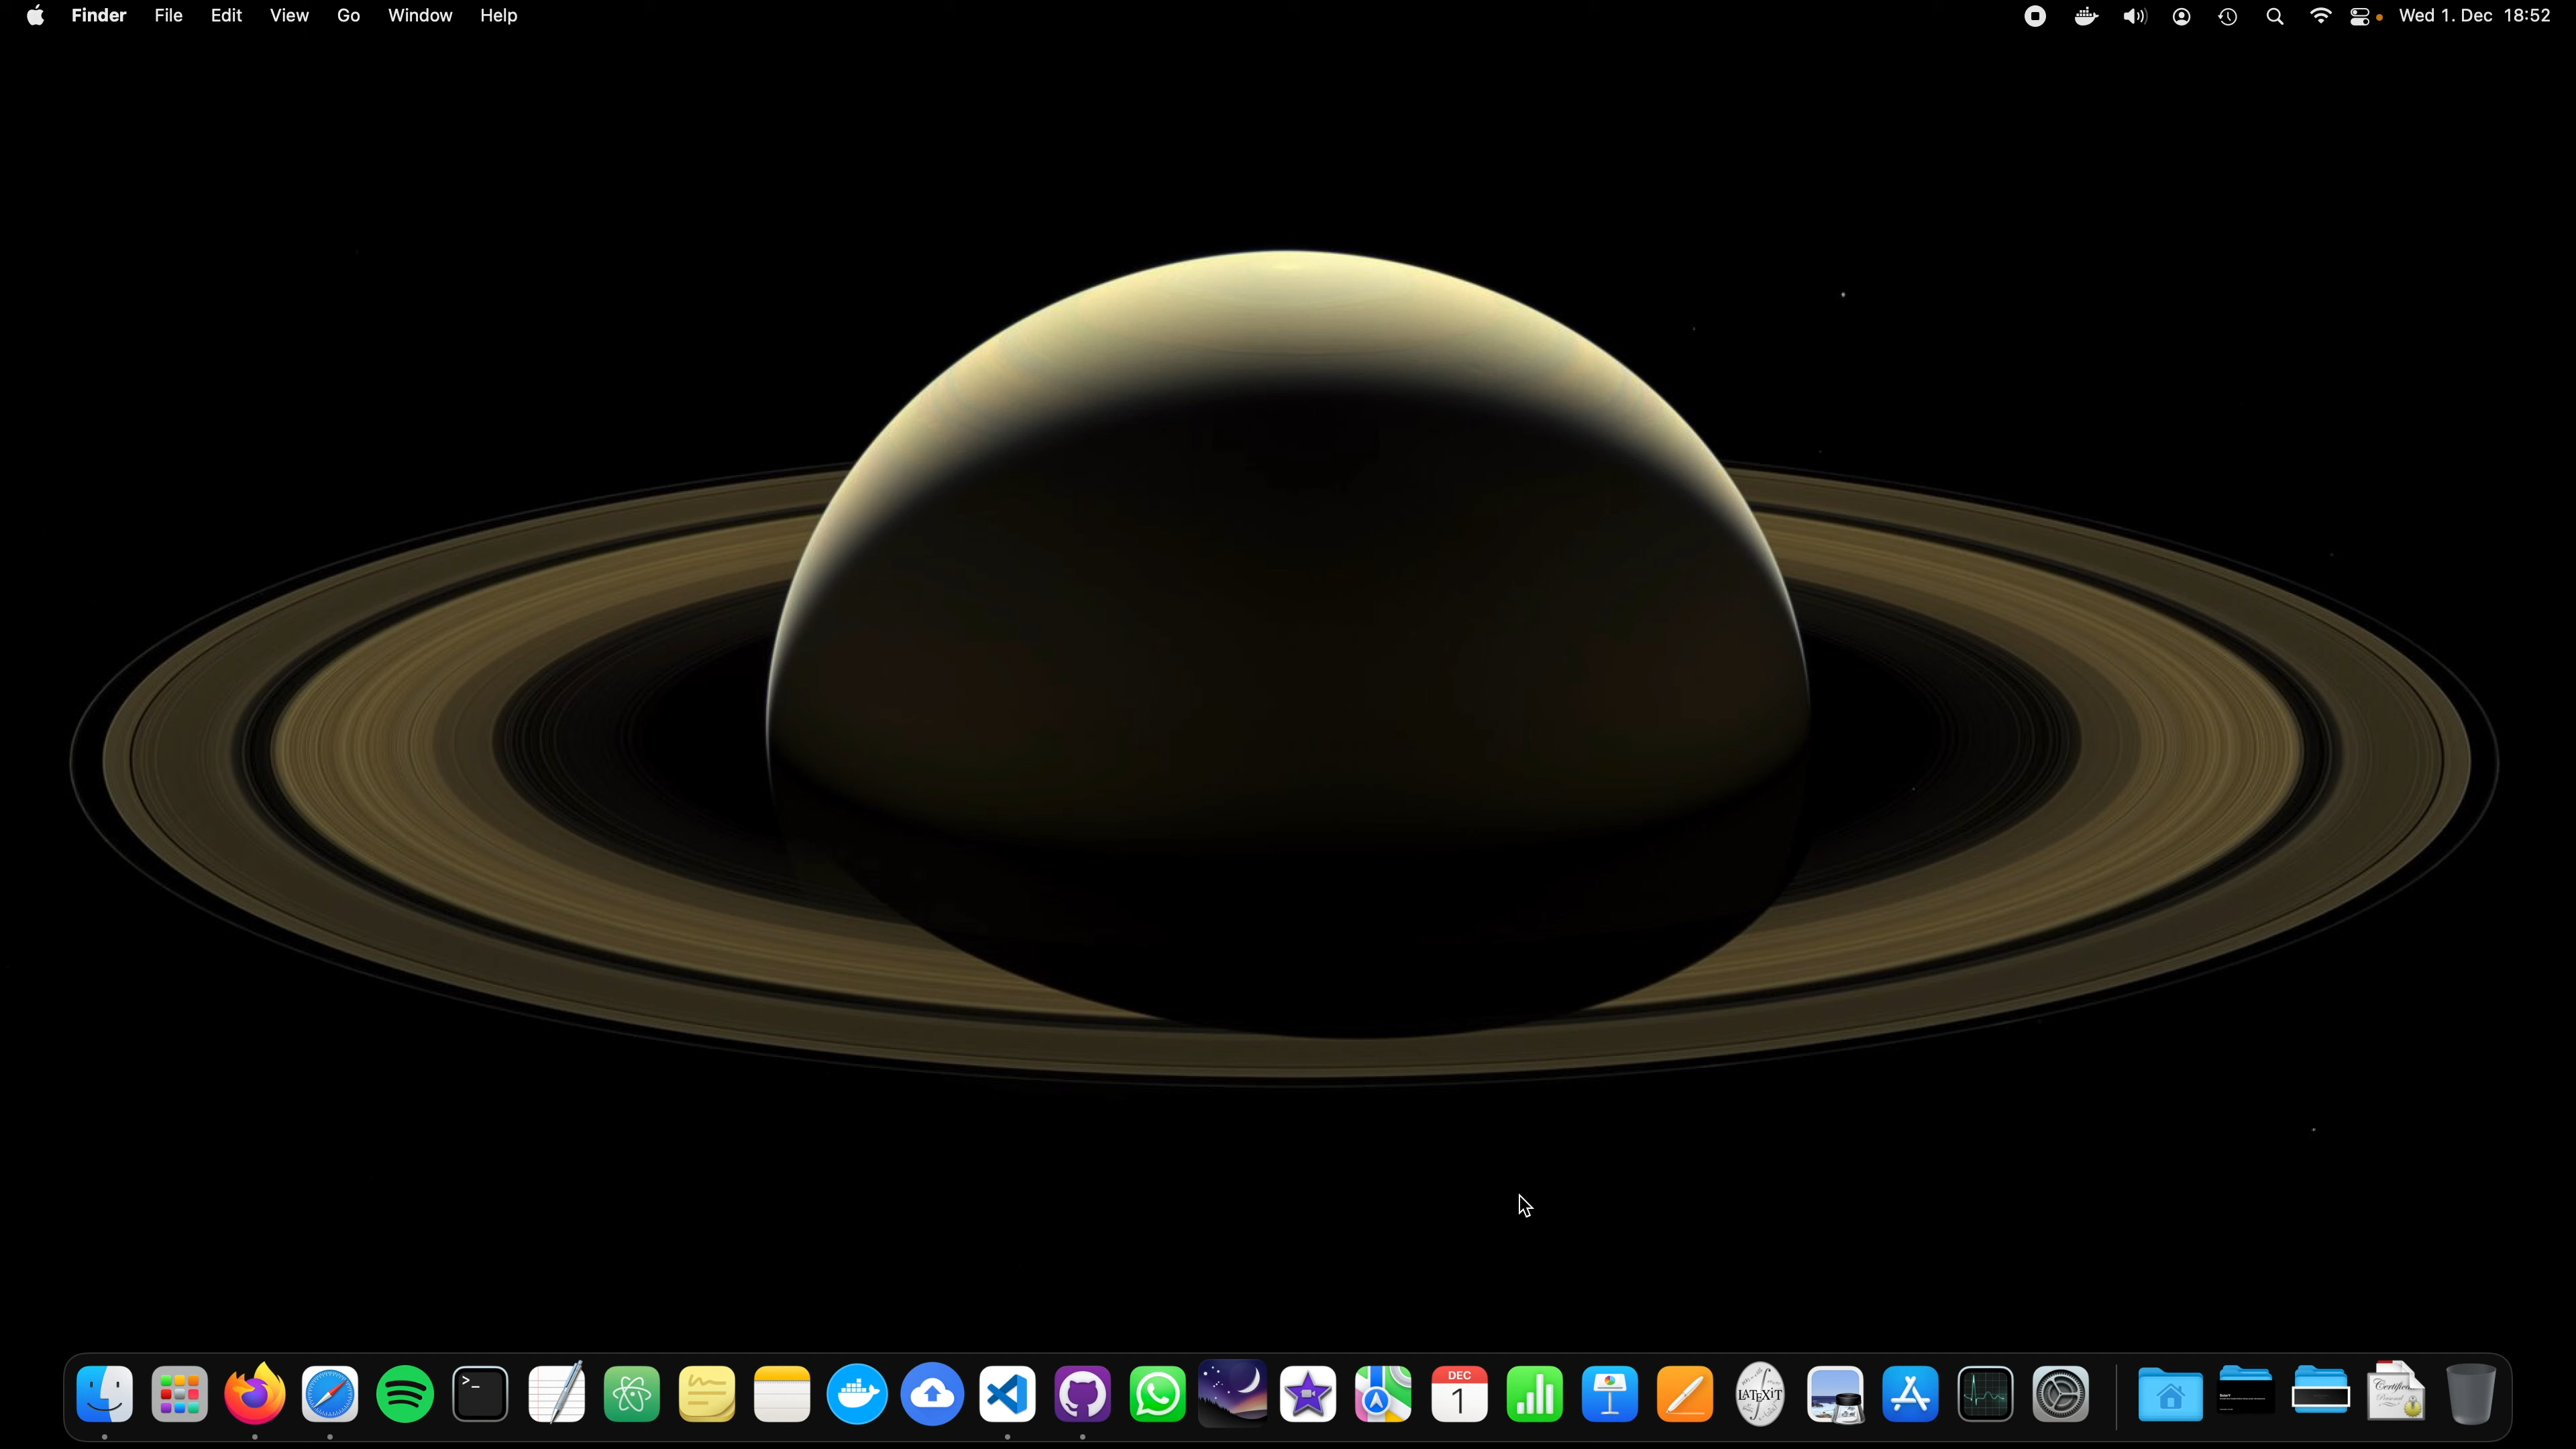 Finder File Edit View Go Window Help
Wed 1. Dec 18:52
>_
DEC
1
LATEXiT